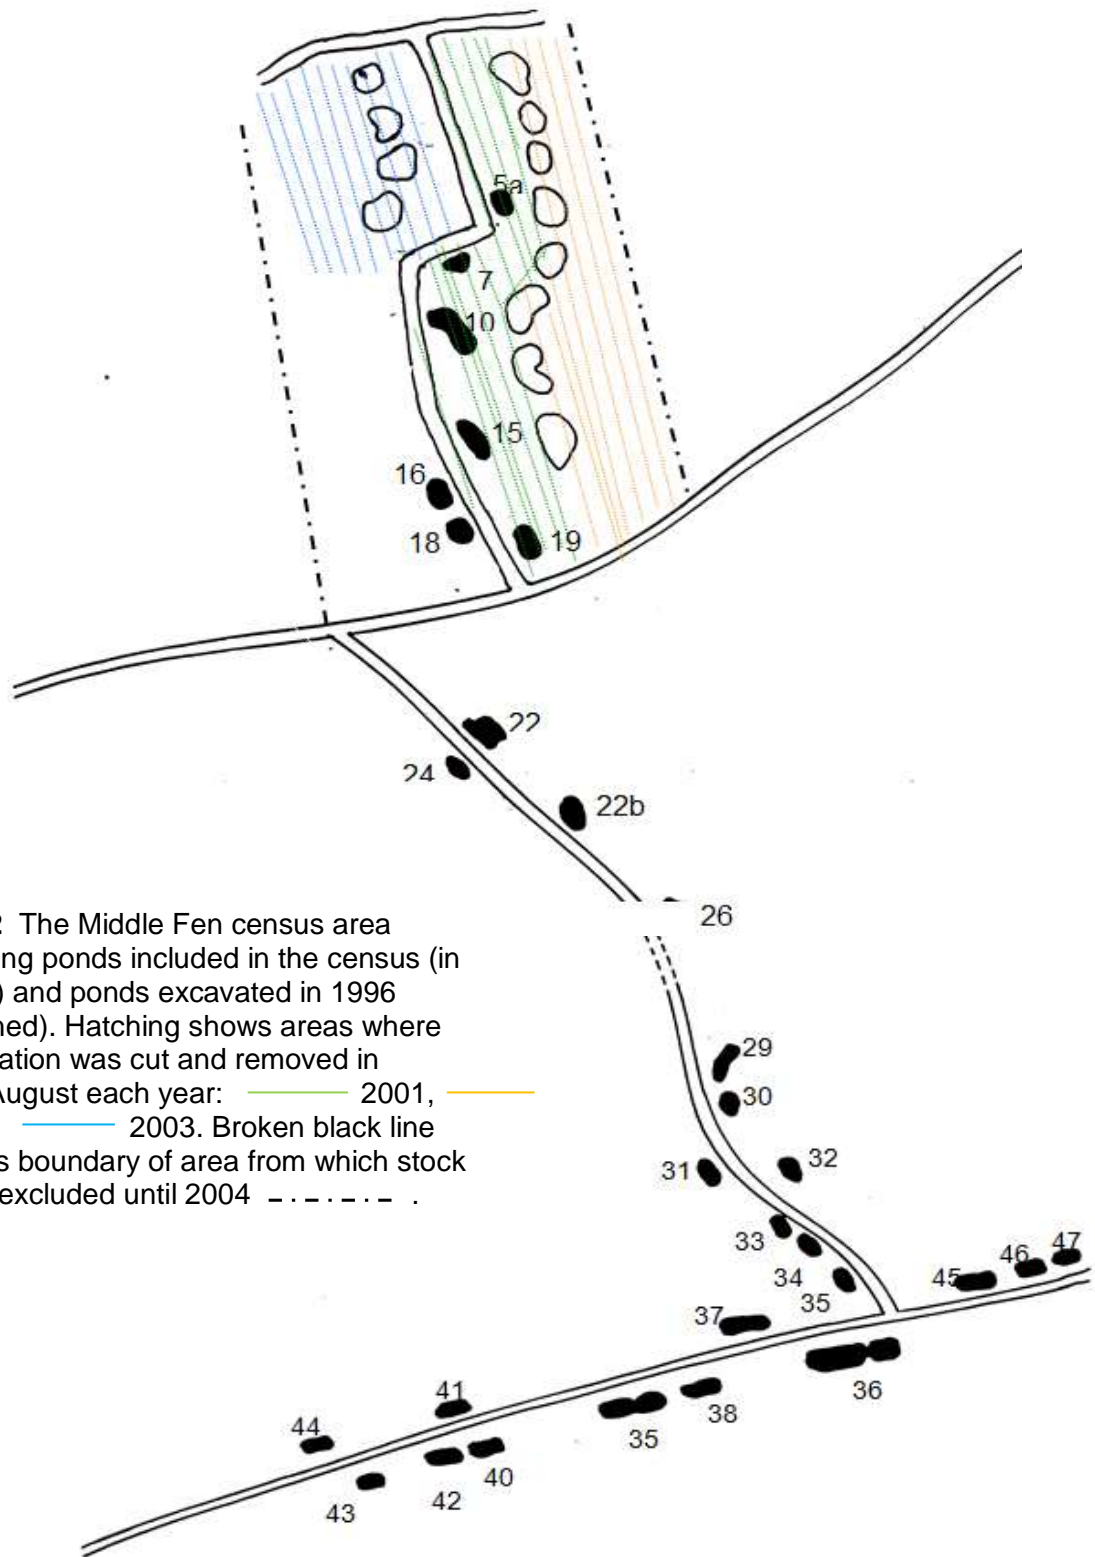 5a
7
10
15
16
18
19
22
24
22b
26
2 The Middle Fen census area
ing ponds included in the census (in
) and ponds excavated in 1996
ned). Hatching shows areas where
ation was cut and removed in
August each year: 2001,
2003. Broken black line
s boundary of area from which stock
excluded until 2004 .
29
30
31
32
33
34
35
45
46
47
37
36
41
38
35
44
40
42
43